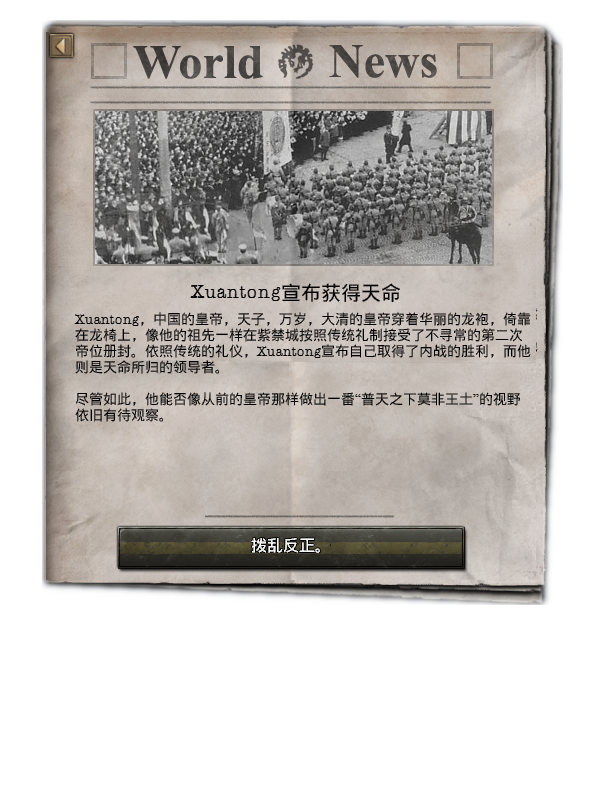 World News
Xuantong宣布获得天命
Xuantong，中国的皇帝，天子，万岁，大清的皇帝穿着华丽的龙袍，倚靠
在龙椅上，像他的祖先一样在紫禁城按照传统礼制接受了不寻常的第二次
帝位册封。依照传统的礼仪，Xuantong宣布自己取得了内战的胜利，而他
则是天命所归的领导者。
尽管如此，他能否像从前的皇帝那样做出一番“普天之下莫非王土”的视野
依旧有待观察。
拨乱反正。